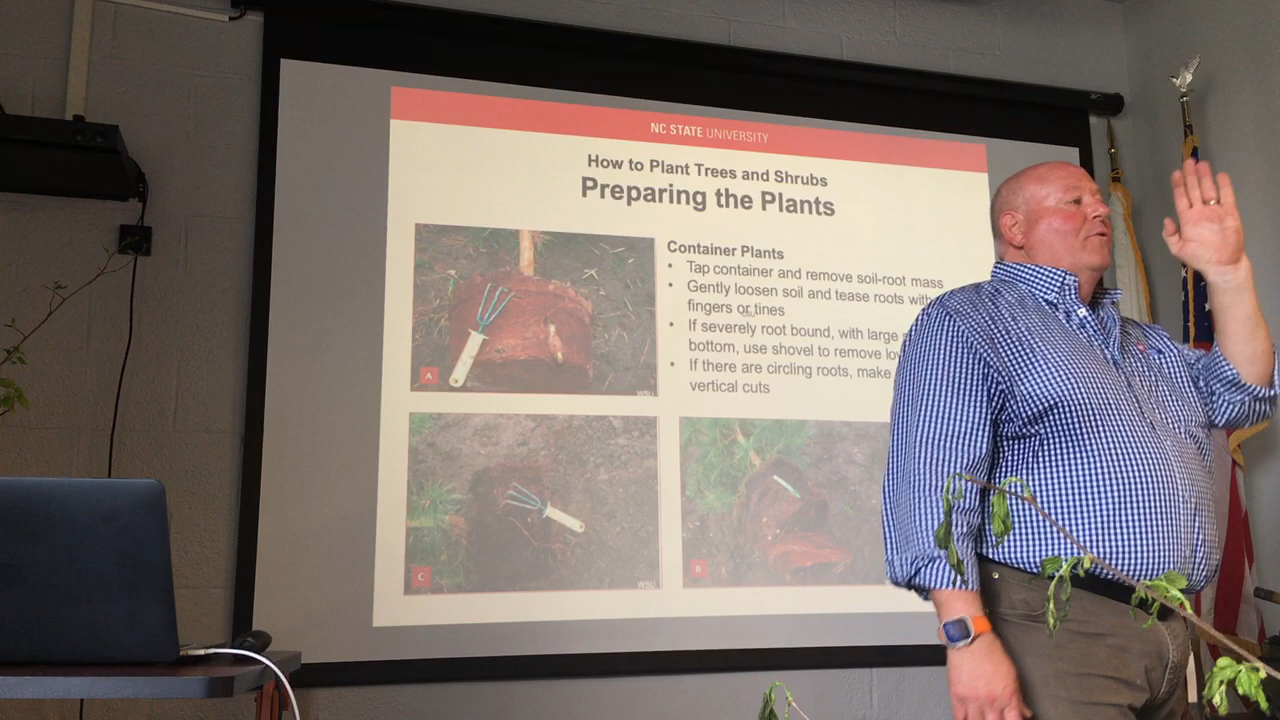 NC STATE UNIVERSITY
How to Plant Trees and Shrubs
Preparing the Plants
Container Plants
• Tap container and remove soil-root mass
• Gently loosen soil and tease roots with
fingers or tines
• If severely root bound, with large
bottom, use shovel to remove
• If there are circling roots, make
vertical cuts
A
WSU
C
WSU
B